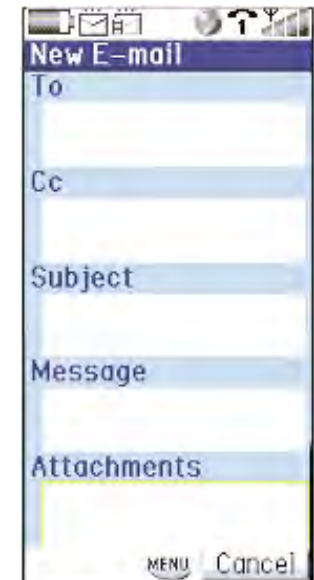 New E-mail
To
Cc
Subject
Message
Attachments
MENU Cancel